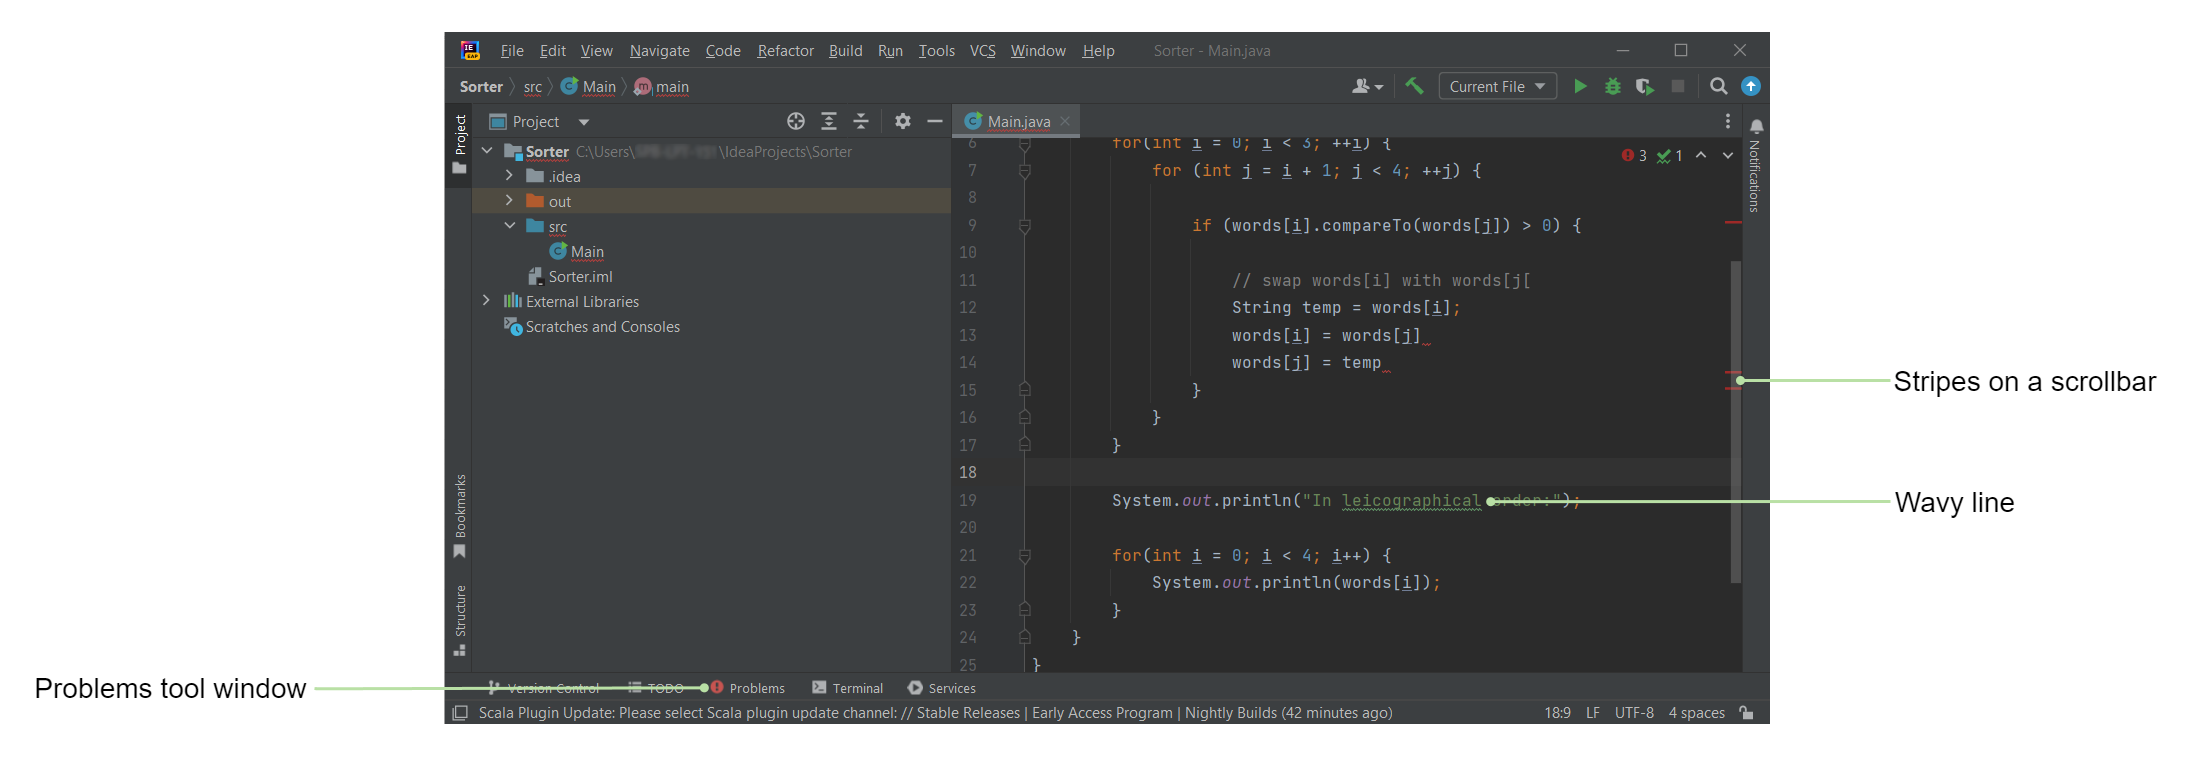 File Edit View Navigate Code Refactor Build Run Tools VCS Window Help Sorter - Main.java
Sorter src Main main Current File
Project
Project
Main.java
Sorter C:\Users\ \IdeaProjects\Sorter
.idea
out
src
Main
Sorter.iml
External Libraries
Scratches and Consoles
3 1
6 for(int i = 0; i < 3; ++i) {
7 for (int j = i + 1; j < 4; ++j) {
8
9 if (words[i].compareTo(words[j]) > 0) {
10
11 // swap words[i] with words[j[
12 String temp = words[i];
13 words[i] = words[j]
14 words[j] = temp
15 }
16 }
17 }
18
19 System.out.println("In leicographical order:");
20
21 for(int i = 0; i < 4; i++) {
22 System.out.println(words[i]);
23 }
24 }
25 }
Notifications
Bookmarks
Structure
Stripes on a scrollbar
Wavy line
Problems tool window
Version Control TODO Problems Terminal Services
Scala Plugin Update: Please select Scala plugin update channel: // Stable Releases | Early Access Program | Nightly Builds (42 minutes ago) 18:9 LF UTF-8 4 spaces